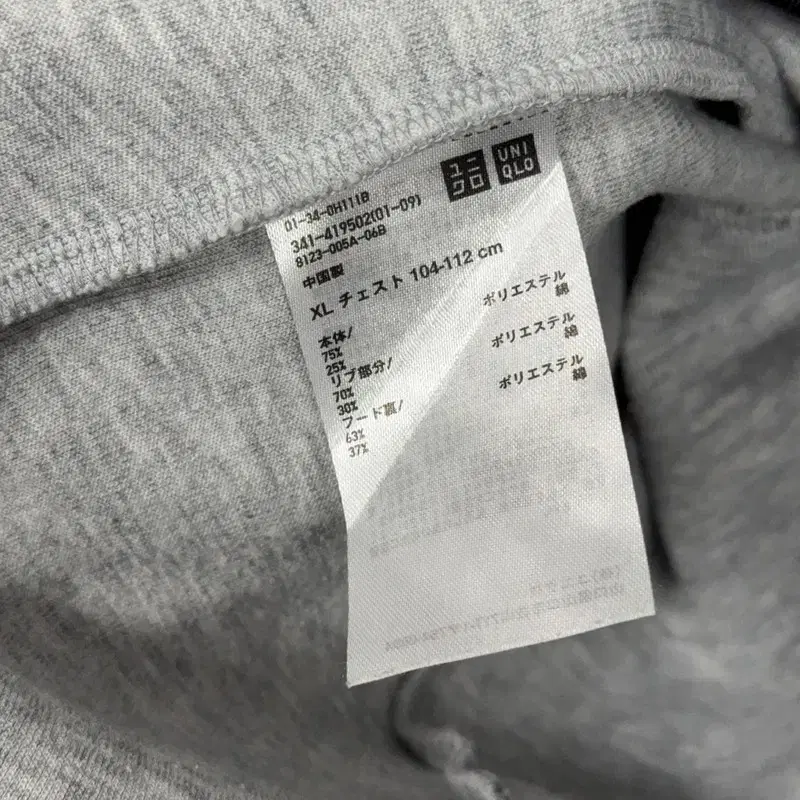 ユニ
クロ
UNI
QLO
01-34-0H111B
341-419502(01-09)
8123-005A-06B
中国製
XL チェスト 104-112 cm
本体/
75% ポリエステル
25% 綿
リブ部分/
70% ポリエステル
30% 綿
フード裏/
63% ポリエステル
37% 綿